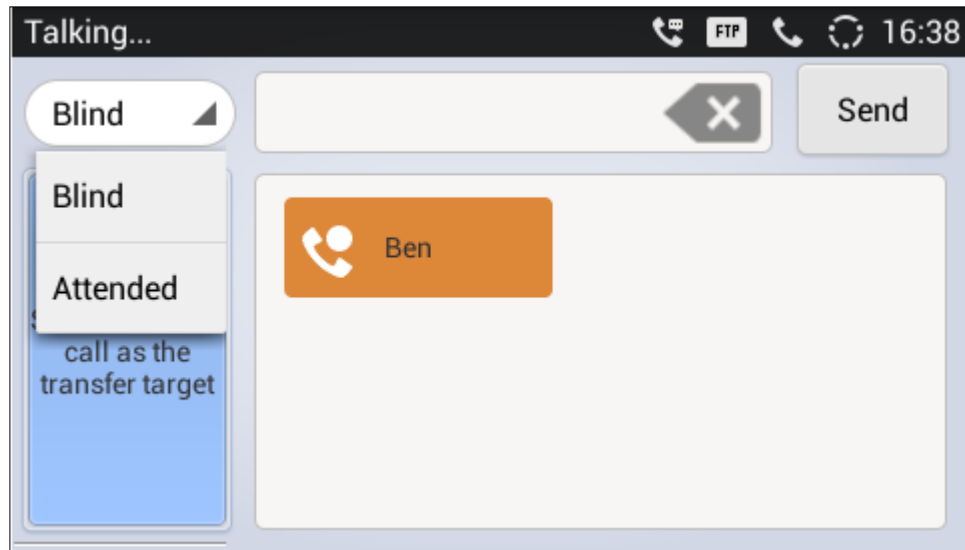 Talking...
FTP
16:38
Blind
Send
Blind
Attended
Ben
call as the
transfer target